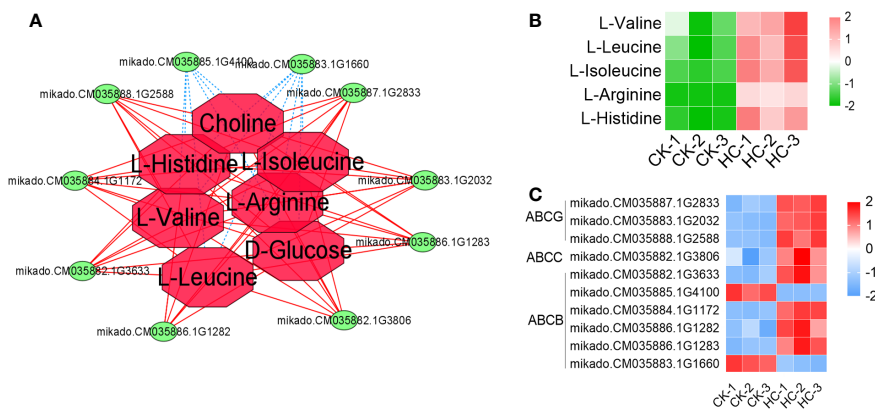 A
mikado.CM035885.1G4100
mikado.CM035883.1G1660
mikado.CM035888.1G2588
mikado.CM035887.1G2833
Choline
L-Histidine
L-Isoleucine
mikado.CM035884.1G1172
mikado.CM035883.1G2032
L-Arginine
L-Valine
D-Glucose
mikado.CM035886.1G1283
mikado.CM035882.1G3633
L-Leucine
mikado.CM035882.1G3806
mikado.CM035886.1G1282
B
L-Valine
L-Leucine
L-Isoleucine
L-Arginine
L-Histidine
CK-1
CK-2
CK-3
HC-1
HC-2
HC-3
2
1
0
-1
-2
C
ABCG
ABCC
ABCB
mikado.CM035887.1G2833
mikado.CM035883.1G2032
mikado.CM035888.1G2588
mikado.CM035882.1G3806
mikado.CM035882.1G3633
mikado.CM035885.1G4100
mikado.CM035884.1G1172
mikado.CM035886.1G1282
mikado.CM035886.1G1283
mikado.CM035883.1G1660
CK-1
CK-2
CK-3
HC-1
HC-2
HC-3
2
1
0
-1
-2